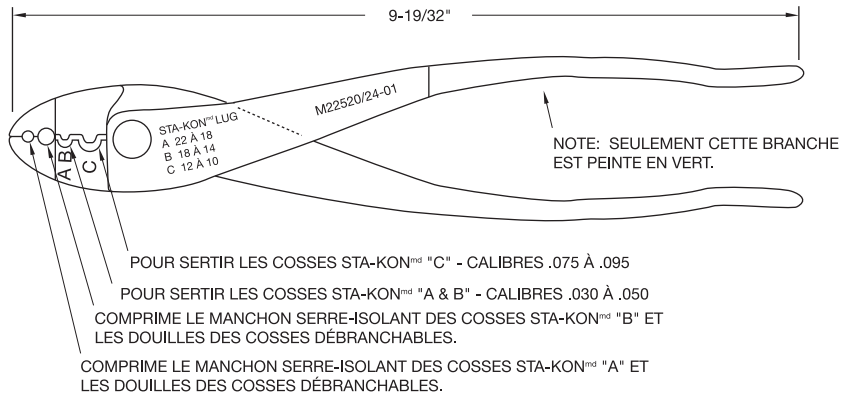 9-19/32"
STA-KONᵐᵈ LUG
A 22 À 18
B 18 À 14
C 12 À 10
M22520/24-01
NOTE: SEULEMENT CETTE BRANCHE
EST PEINTE EN VERT.
A B C
POUR SERTIR LES COSSES STA-KONᵐᵈ "C" - CALIBRES .075 À .095
POUR SERTIR LES COSSES STA-KONᵐᵈ "A & B" - CALIBRES .030 À .050
COMPRIME LE MANCHON SERRE-ISOLANT DES COSSES STA-KONᵐᵈ "B" ET
LES DOUILLES DES COSSES DÉBRANCHABLES.
COMPRIME LE MANCHON SERRE-ISOLANT DES COSSES STA-KONᵐᵈ "A" ET
LES DOUILLES DES COSSES DÉBRANCHABLES.